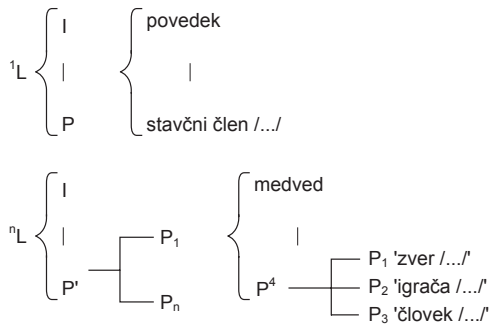 I povedek
¹L | |
P stavčni člen /.../
I medved
ⁿL | P₁ |
P₁ 'zver /.../'
P' Pₙ P⁴ P₂ 'igrača /.../'
P₃ 'človek /.../'